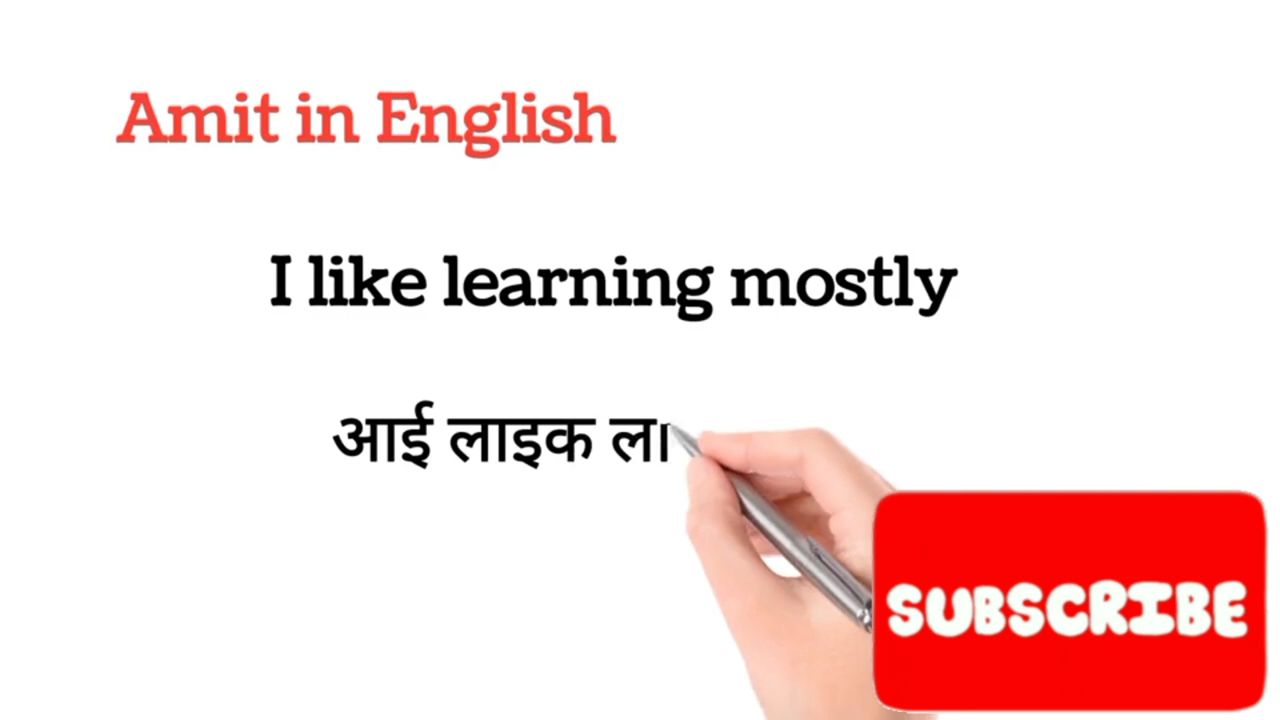 Amit in English
I like learning mostly
आई लाइक ला
SUBSCRIBE